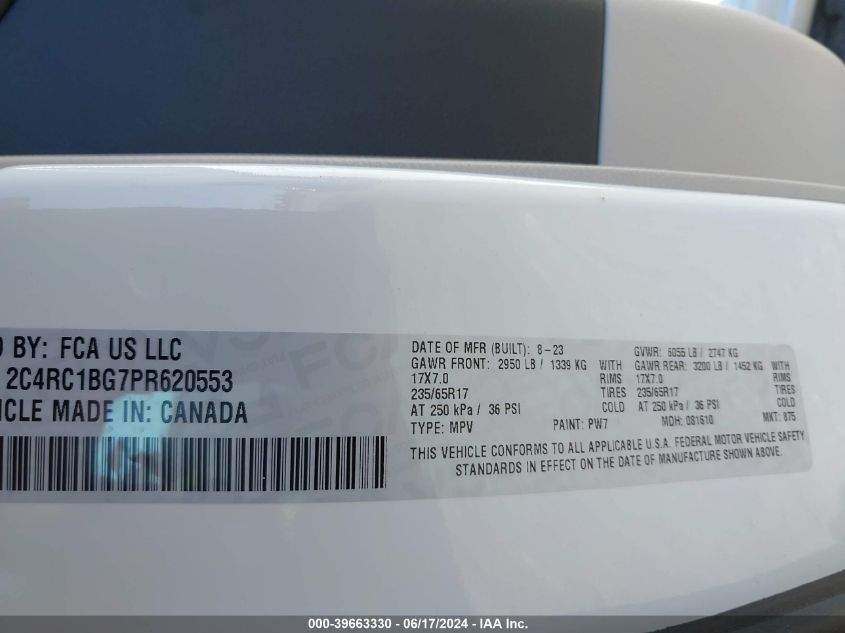 D BY: FCA US LLC
2C4RC1BG7PR620553
ICLE MADE IN: CANADA
DATE OF MFR (BUILT): 8-23 GVWR: 6055 LB / 2747 KG
GAWR FRONT: 2950 LB / 1339 KG WITH GAWR REAR: 3200 LB / 1452 KG WITH
17X7.0 RIMS 17X7.0 RIMS
235/65R17 TIRES 235/65R17 TIRES
AT 250 kPa / 36 PSI COLD AT 250 kPa / 36 PSI COLD
TYPE: MPV PAINT: PW7 MDH: 081610 MKT: 875
THIS VEHICLE CONFORMS TO ALL APPLICABLE U.S.A. FEDERAL MOTOR VEHICLE SAFETY
STANDARDS IN EFFECT ON THE DATE OF MANUFACTURE SHOWN ABOVE.
000-39663330 - 06/17/2024 - IAA Inc.